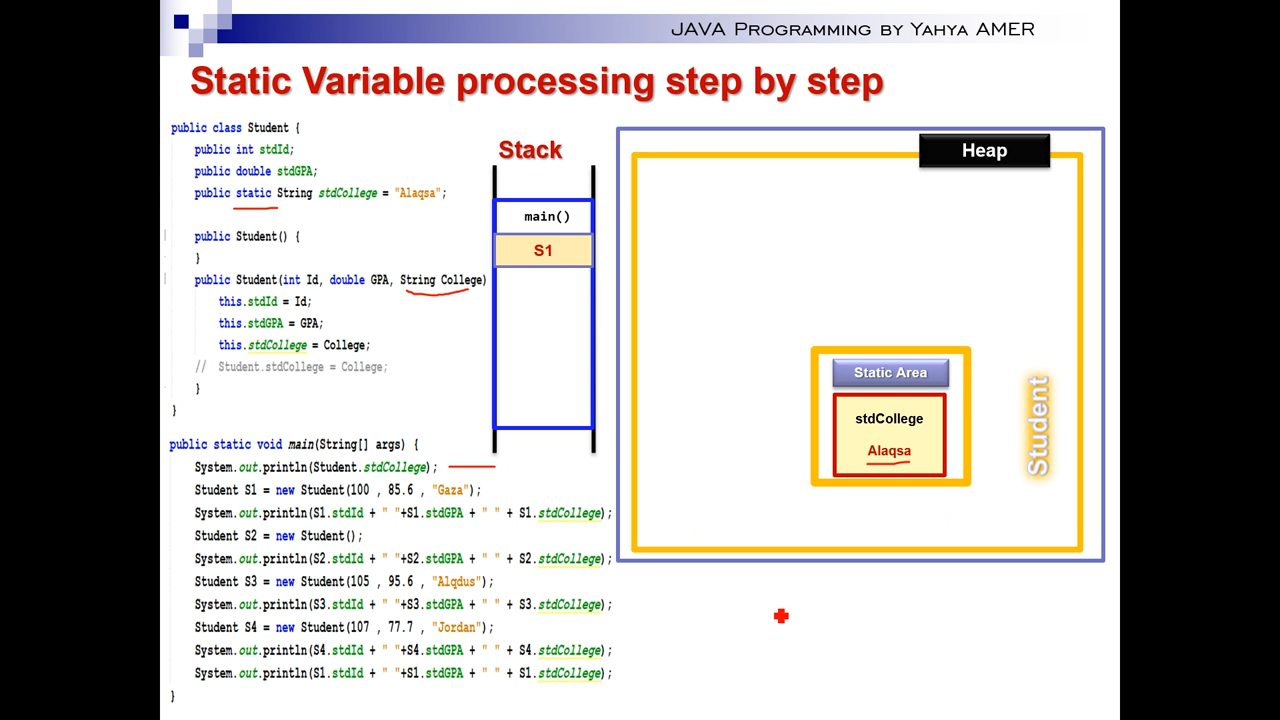 JAVA Programming by Yahya AMER
Static Variable processing step by step
public class Student {
public int stdId;
public double stdGPA;
public static String stdCollege = "Alaqsa";
public Student() {
}
public Student(int Id, double GPA, String College)
this.stdId = Id;
this.stdGPA = GPA;
this.stdCollege = College;
// Student.stdCollege = College;
}
}
public static void main(String[] args) {
System.out.println(Student.stdCollege);
Student S1 = new Student(100 , 85.6 , "Gaza");
System.out.println(S1.stdId + " "+S1.stdGPA + " " + S1.stdCollege);
Student S2 = new Student();
System.out.println(S2.stdId + " "+S2.stdGPA + " " + S2.stdCollege);
Student S3 = new Student(105 , 95.6 , "Alqdus");
System.out.println(S3.stdId + " "+S3.stdGPA + " " + S3.stdCollege);
Student S4 = new Student(107 , 77.7 , "Jordan");
System.out.println(S4.stdId + " "+S4.stdGPA + " " + S4.stdCollege);
System.out.println(S1.stdId + " "+S1.stdGPA + " " + S1.stdCollege);
}
Stack
main()
S1
Heap
Static Area
stdCollege
Alaqsa
Student